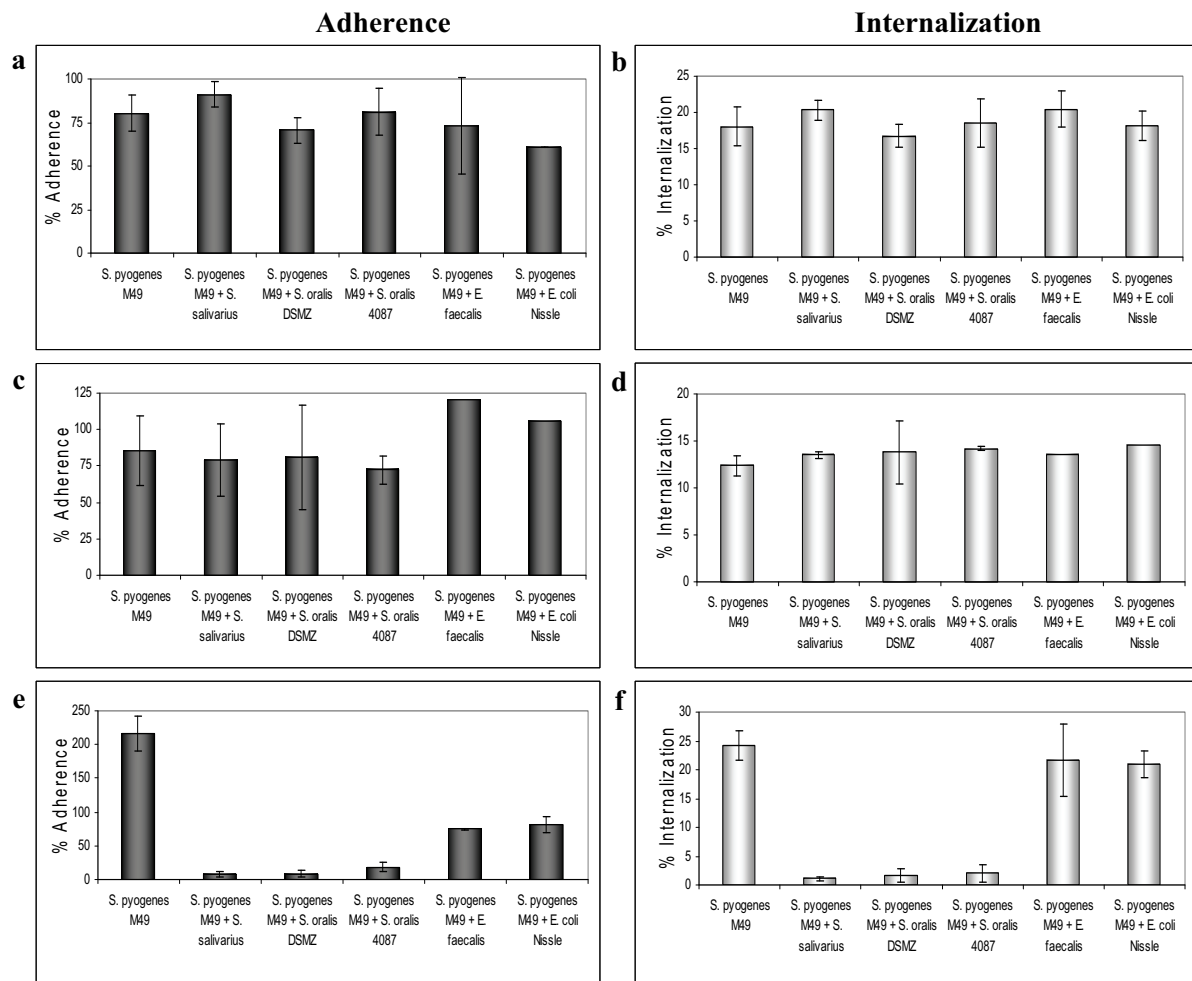 Adherence
Internalization
a
% Adherence
100
75
50
25
0
S. pyogenes S. pyogenes S. pyogenes S. pyogenes S. pyogenes S. pyogenes
M49 M49 + S. M49 + S. oralis M49 + S. oralis M49 + E. M49 + E. coli
salivarius DSMZ 4087 faecalis Nissle
b
% Internalization
25
20
15
10
5
0
S. pyogenes S. pyogenes S. pyogenes S. pyogenes S. pyogenes S. pyogenes
M49 M49 + S. M49 + S. oralis M49 + S. oralis M49 + E. M49 + E. coli
salivarius DSMZ 4087 faecalis Nissle
c
% Adherence
125
100
75
50
25
0
S. pyogenes S. pyogenes S. pyogenes S. pyogenes S. pyogenes S. pyogenes
M49 M49 + S. M49 + S. oralis M49 + S. oralis M49 + E. M49 + E. coli
salivarius DSMZ 4087 faecalis Nissle
d
% Internalization
20
15
10
5
0
S. pyogenes S. pyogenes S. pyogenes S. pyogenes S. pyogenes S. pyogenes
M49 M49 + S. M49 + S. oralis M49 + S. oralis M49 + E. M49 + E. coli
salivarius DSMZ 4087 faecalis Nissle
e
% Adherence
250
200
150
100
50
0
S. pyogenes S. pyogenes S. pyogenes S. pyogenes S. pyogenes S. pyogenes
M49 M49 + S. M49 + S. oralis M49 + S. oralis M49 + E. M49 + E. coli
salivarius DSMZ 4087 faecalis Nissle
f
% Internalization
30
25
20
15
10
5
0
S. pyogenes S. pyogenes S. pyogenes S. pyogenes S. pyogenes S. pyogenes
M49 M49 + S. M49 + S. oralis M49 + S. oralis M49 + E. M49 + E. coli
salivarius DSMZ 4087 faecalis Nissle